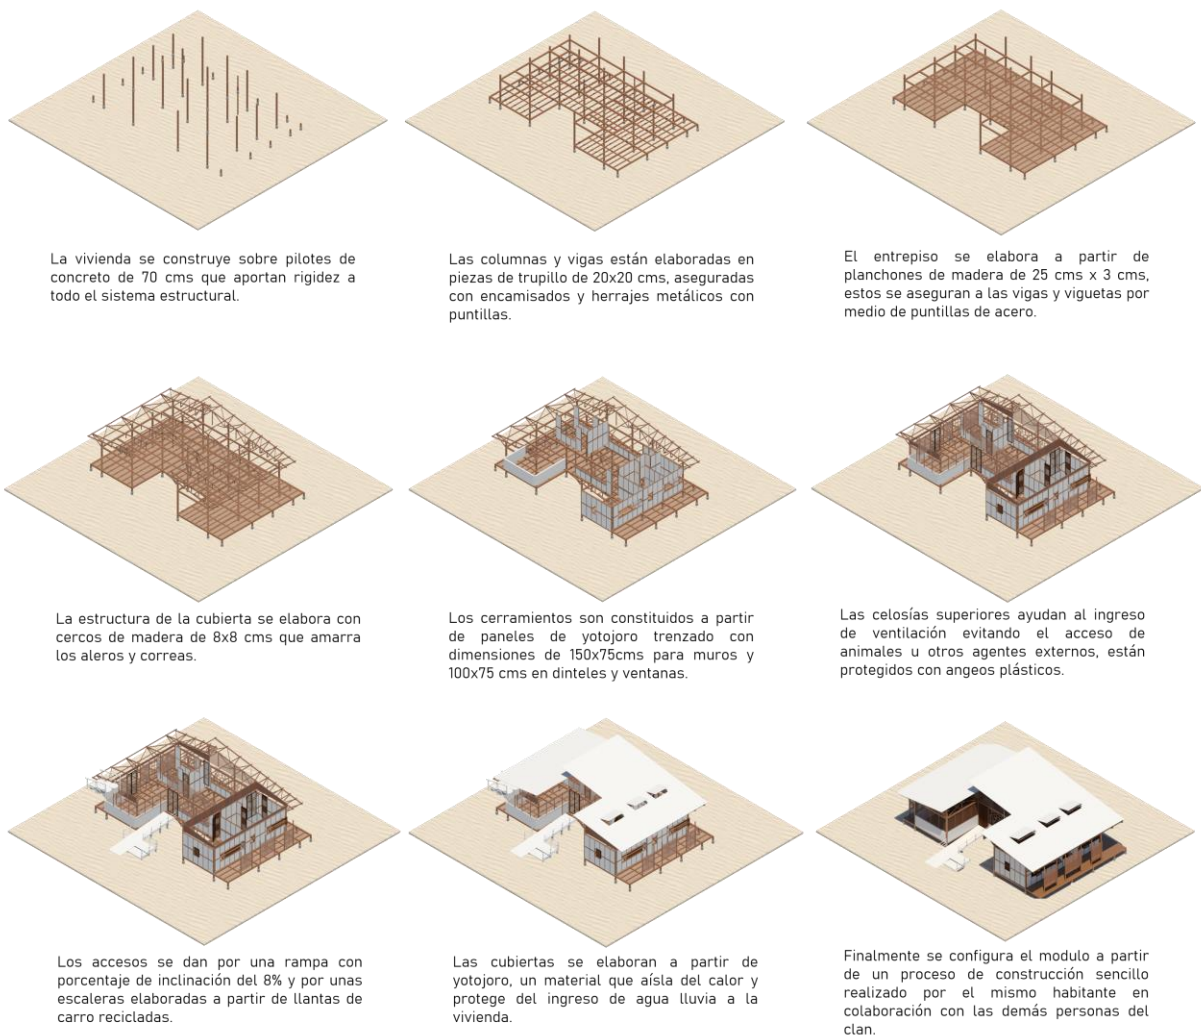 La vivienda se construye sobre pilotes de
concreto de 70 cms que aportan rigidez a
todo el sistema estructural.
Las columnas y vigas están elaboradas en
piezas de trupillo de 20x20 cms, aseguradas
con encamisados y herrajes metálicos con
puntillas.
El entrepiso se elabora a partir de
planchones de madera de 25 cms x 3 cms,
estos se aseguran a las vigas y viguetas por
medio de puntillas de acero.
La estructura de la cubierta se elabora con
cercos de madera de 8x8 cms que amarra
los aleros y correas.
Los cerramientos son constituidos a partir
de paneles de yotojoro trenzado con
dimensiones de 150x75cms para muros y
100x75 cms en dinteles y ventanas.
Las celosías superiores ayudan al ingreso
de ventilación evitando el acceso de
animales u otros agentes externos, están
protegidos con angeos plásticos.
Los accesos se dan por una rampa con
porcentaje de inclinación del 8% y por unas
escaleras elaboradas a partir de llantas de
carro recicladas.
Las cubiertas se elaboran a partir de
yotojoro, un material que aísla del calor y
protege del ingreso de agua lluvia a la
vivienda.
Finalmente se configura el modulo a partir
de un proceso de construcción sencillo
realizado por el mismo habitante en
colaboración con las demás personas del
clan.